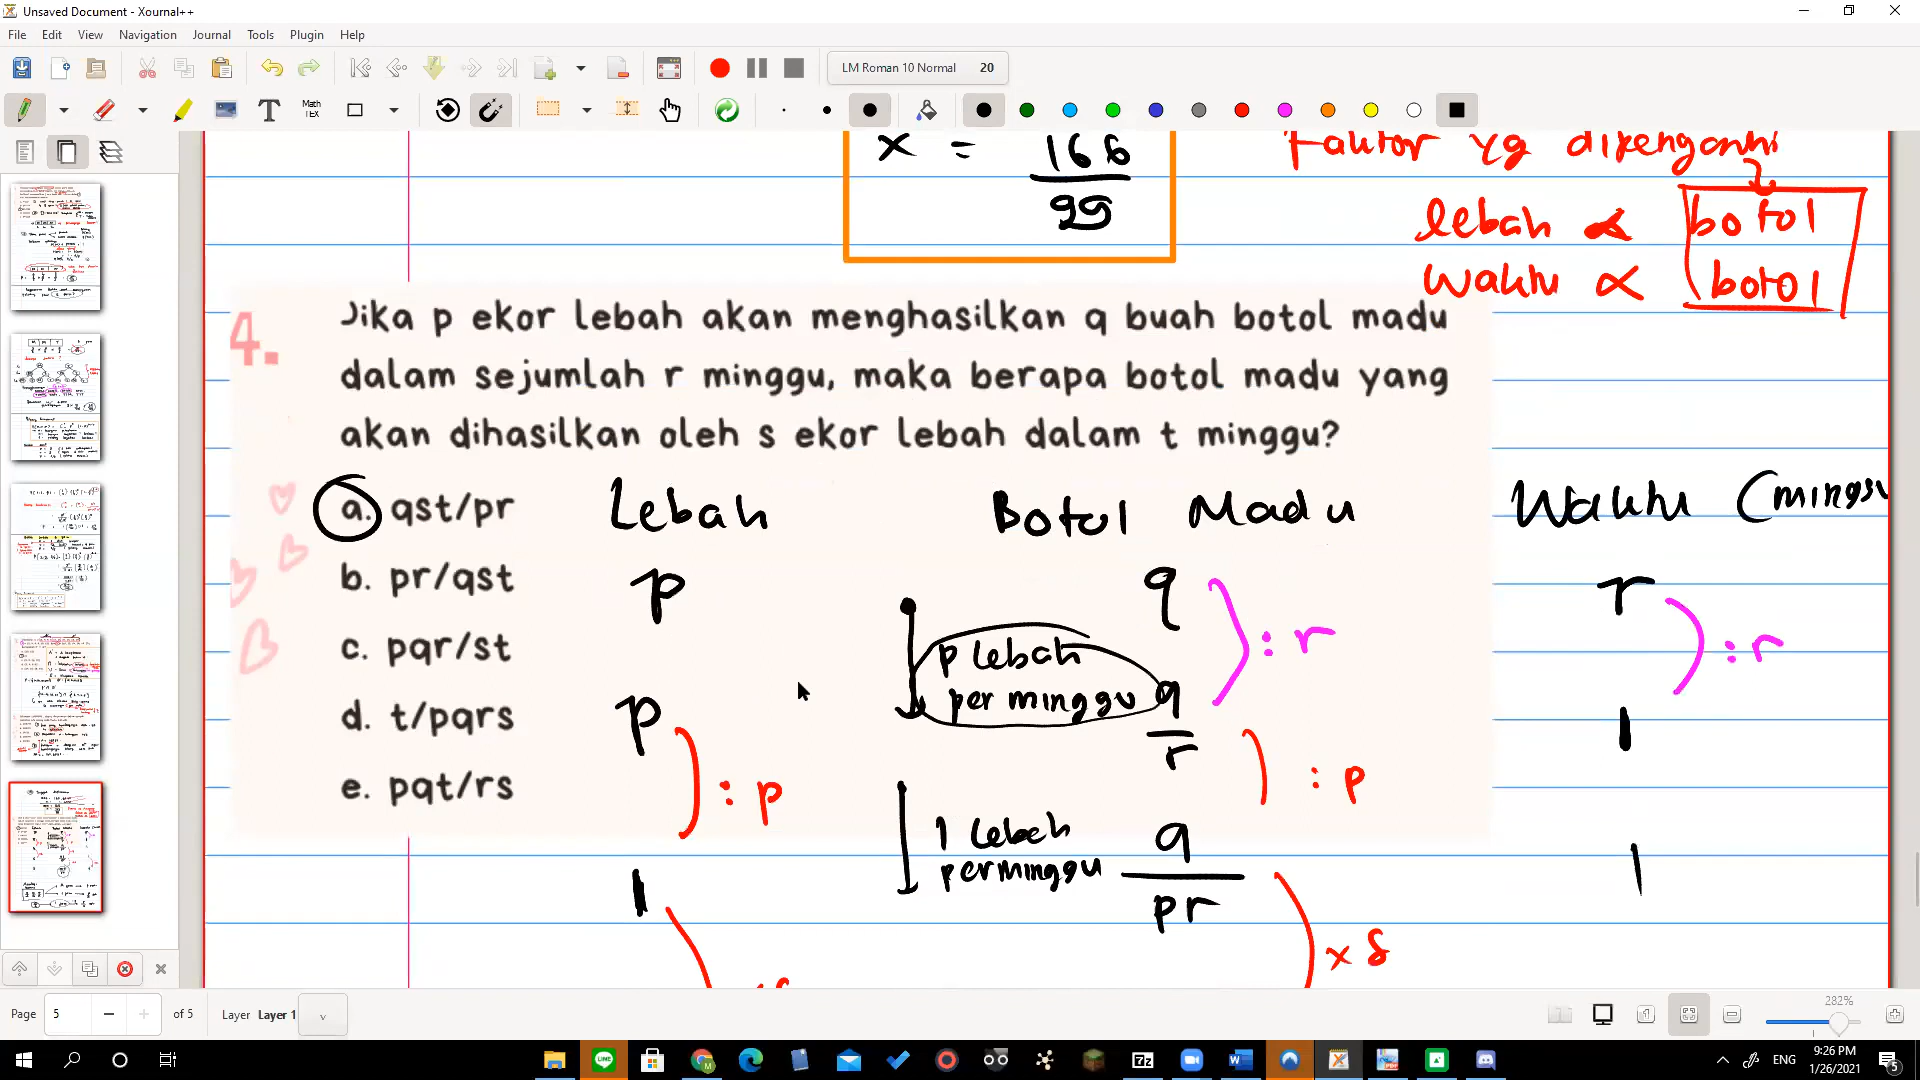 Unsaved Document - Xournal++
File Edit View Navigation Journal Tools Plugin Help
LM Roman 10 Normal 20
Math
TEX
x = 166
29
Faktor yg dipengaruhi
lebah ∝ botol
waktu ∝ botol
4. Jika p ekor lebah akan menghasilkan q buah botol madu
dalam sejumlah r minggu, maka berapa botol madu yang
akan dihasilkan oleh s ekor lebah dalam t minggu?
a. qst/pr
b. pr/qst
c. pqr/st
d. t/pqrs
e. pqt/rs
Lebah Botol Madu Waktu (minggu
p q r
: r : r
p lebah
per minggu
p q/r 1
: p : p
1 lebah
perminggu
1 q/pr 1
x s
Page 5 of 5 Layer Layer 1
282%
ENG
9:26 PM
1/26/2021
5